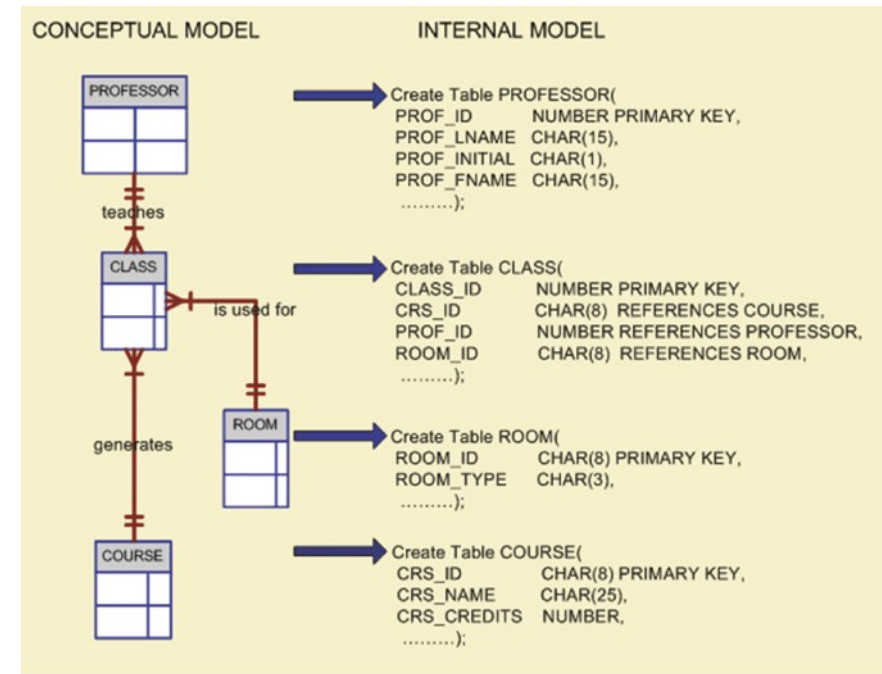 CONCEPTUAL MODEL
INTERNAL MODEL
PROFESSOR
teaches
CLASS
is used for
ROOM
generates
COURSE
Create Table PROFESSOR(
PROF_ID NUMBER PRIMARY KEY,
PROF_LNAME CHAR(15),
PROF_INITIAL CHAR(1),
PROF_FNAME CHAR(15),
.........);
Create Table CLASS(
CLASS_ID NUMBER PRIMARY KEY,
CRS_ID CHAR(8) REFERENCES COURSE,
PROF_ID NUMBER REFERENCES PROFESSOR,
ROOM_ID CHAR(8) REFERENCES ROOM,
.........);
Create Table ROOM(
ROOM_ID CHAR(8) PRIMARY KEY,
ROOM_TYPE CHAR(3),
.........);
Create Table COURSE(
CRS_ID CHAR(8) PRIMARY KEY,
CRS_NAME CHAR(25),
CRS_CREDITS NUMBER,
.........);